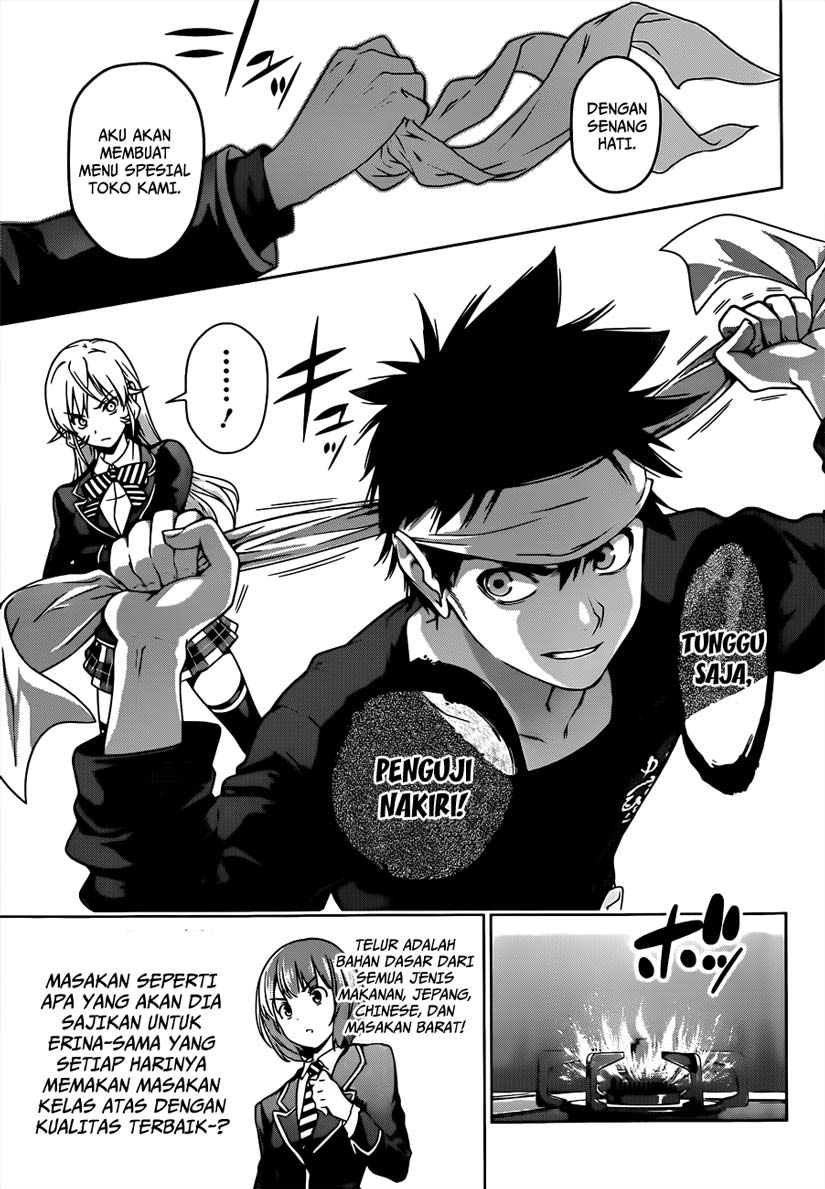 DENGAN
SENANG
HATI.
AKU AKAN
MEMBUAT
MENU SPESIAL
TOKO KAMI.
......!
TUNGGU
SAJA,
PENGUJI
NAKIRI!
ボッ
TELUR ADALAH
BAHAN DASAR DARI
SEMUA JENIS
MAKANAN, JEPANG,
CHINESE, DAN
MASAKAN BARAT!
MASAKAN SEPERTI
APA YANG AKAN DIA
SAJIKAN UNTUK
ERINA-SAMA YANG
SETIAP HARINYA
MEMAKAN MASAKAN
KELAS ATAS DENGAN
KUALITAS TERBAIK-?